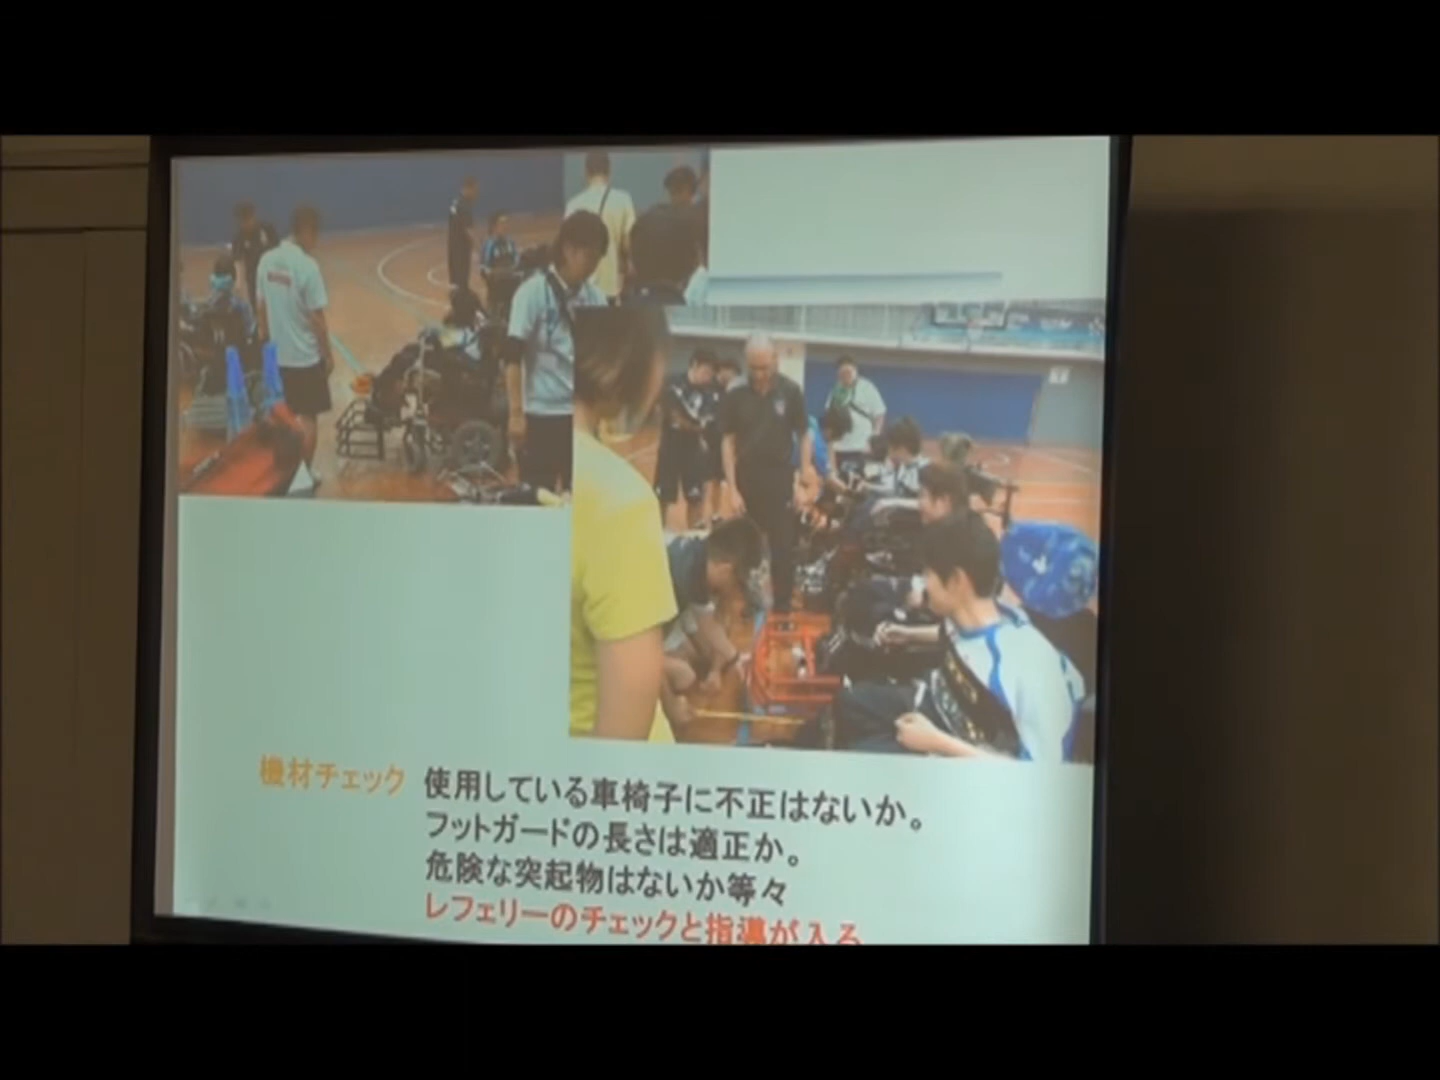 機材チェック 使用している車椅子に不正はないか。
フットガードの長さは適正か。
危険な突起物はないか等々
レフェリーのチェックと指導が入る